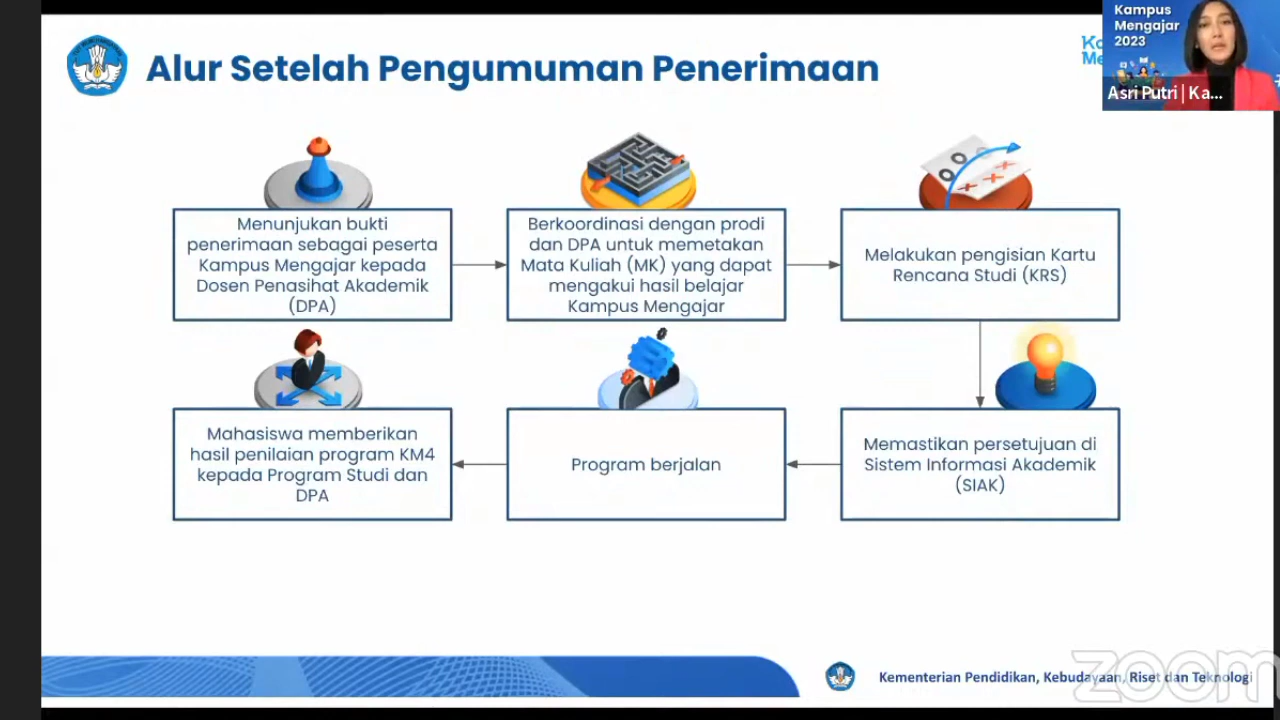 Alur Setelah Pengumuman Penerimaan
Kampus
Mengajar
2023
Asri Putri | Ka...
Menunjukan bukti
penerimaan sebagai peserta
Kampus Mengajar kepada
Dosen Penasihat Akademik
(DPA)
Berkoordinasi dengan prodi
dan DPA untuk memetakan
Mata Kuliah (MK) yang dapat
mengakui hasil belajar
Kampus Mengajar
Melakukan pengisian Kartu
Rencana Studi (KRS)
Mahasiswa memberikan
hasil penilaian program KM4
kepada Program Studi dan
DPA
Program berjalan
Memastikan persetujuan di
Sistem Informasi Akademik
(SIAK)
Kementerian Pendidikan, Kebudayaan, Riset dan Teknologi
zoom